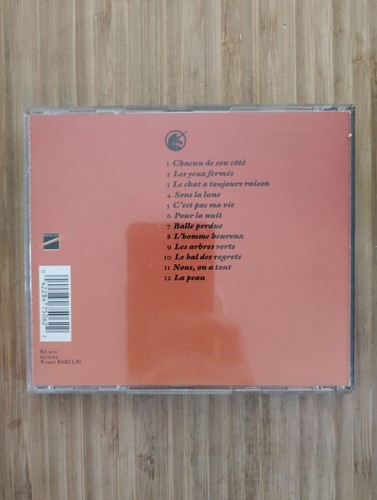 1 Chacun de son côté
2 Les yeux fermés
3 Le chat a toujours raison
4 Sous la lune
5 C'est pas ma vie
6 Pour la nuit
7 Balle perdue
8 L'homme heureux
9 Les arbres verts
10 Le bal des regrets
11 Nous, on a tout
12 La peau
BARCLAY